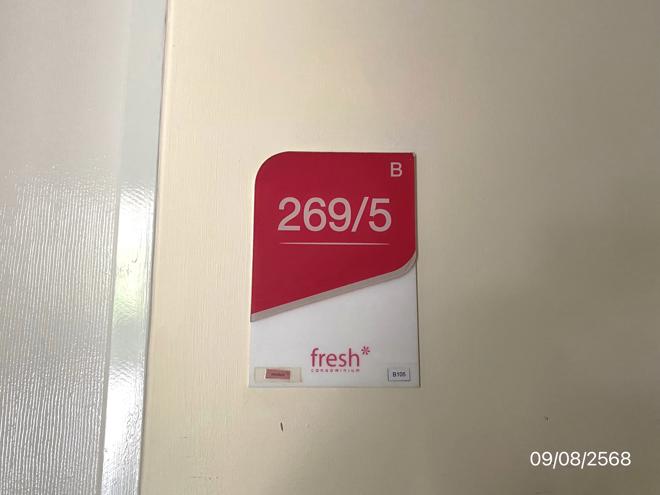 B
269/5
fresh*
CONDOMINIUM
B105
09/08/2568